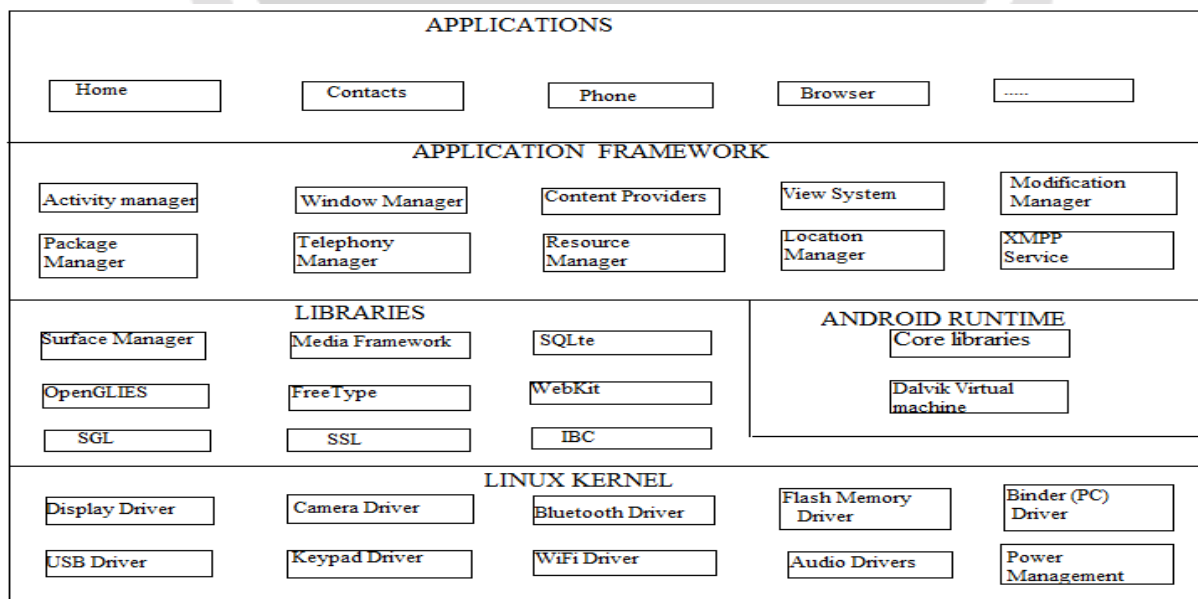 APPLICATIONS
Home
Contacts
Phone
Browser
-----
APPLICATION FRAMEWORK
Activity manager
Window Manager
Content Providers
View System
Modification
Manager
Package
Manager
Telephony
Manager
Resource
Manager
Location
Manager
XMPP
Service
LIBRARIES
Surface Manager
Media Framework
SQLte
OpenGLIES
FreeType
WebKit
SGL
SSL
IBC
ANDROID RUNTIME
Core libraries
Dalvik Virtual
machine
LINUX KERNEL
Display Driver
Camera Driver
Bluetooth Driver
Flash Memory
Driver
Binder (PC)
Driver
USB Driver
Keypad Driver
WiFi Driver
Audio Drivers
Power
Management